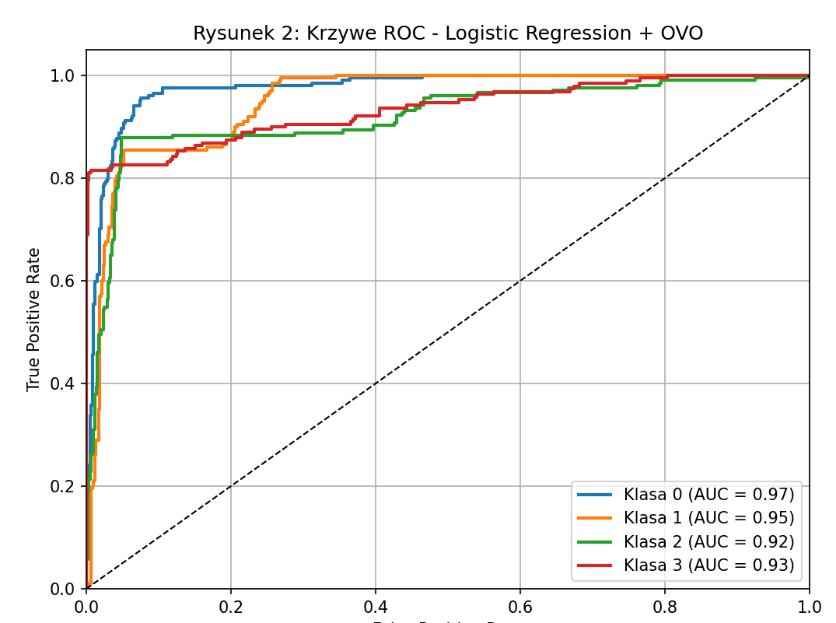 Rysunek 2: Krzywe ROC - Logistic Regression + OVO
1.0
0.8
0.6
0.4
0.2
0.0
True Positive Rate
Klasa 0 (AUC = 0.97)
Klasa 1 (AUC = 0.95)
Klasa 2 (AUC = 0.92)
Klasa 3 (AUC = 0.93)
0.0 0.2 0.4 0.6 0.8 1.0